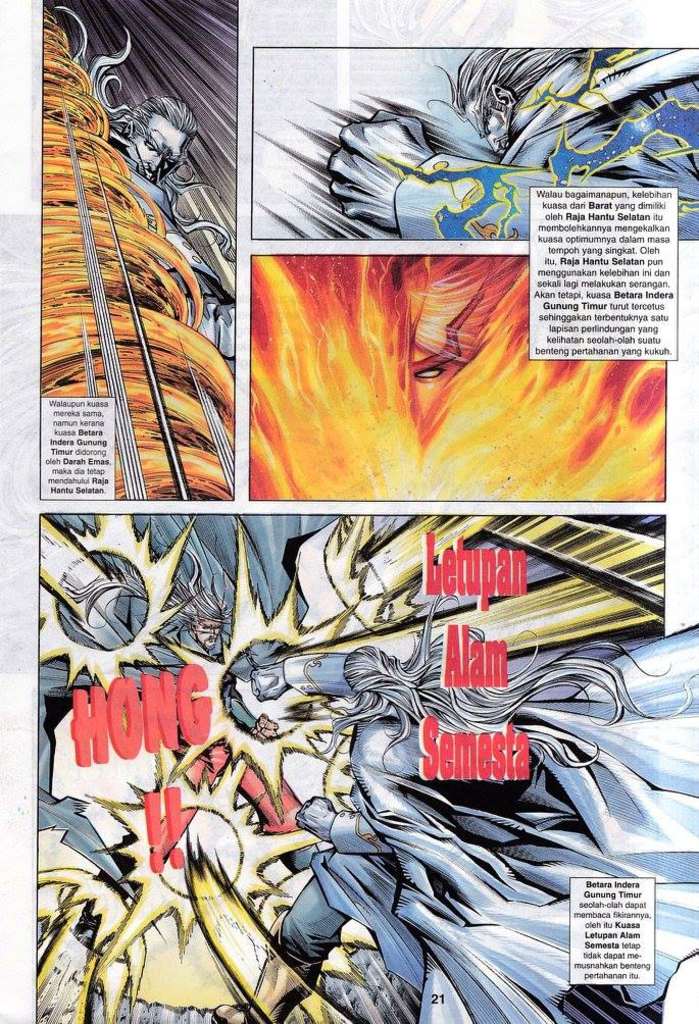 Walaupun kuasa
mereka sama,
namun kerana
kuasa Betara
Indera Gunung
Timur didorong
oleh Darah Emas,
maka dia tetap
mendahului Raja
Hantu Selatan.
Walau bagaimanapun, kelebihan
kuasa dari Barat yang dimiliki
oleh Raja Hantu Selatan itu
membolehkannya mengekalkan
kuasa optimumnya dalam masa
tempoh yang singkat. Oleh
itu, Raja Hantu Selatan pun
menggunakan kelebihan ini dan
sekali lagi melakukan serangan.
Akan tetapi, kuasa Betara Indera
Gunung Timur turut tercetus
sehinggakan terbentuknya satu
lapisan perlindungan yang
kelihatan seolah-olah suatu
benteng pertahanan yang kukuh.
Letupan
Alam
Semesta
HONG
!!
Betara Indera
Gunung Timur
seolah-olah dapat
membaca fikirannya,
oleh itu Kuasa
Letupan Alam
Semesta tetap
tidak dapat me-
musnahkan benteng
pertahanan itu.
21